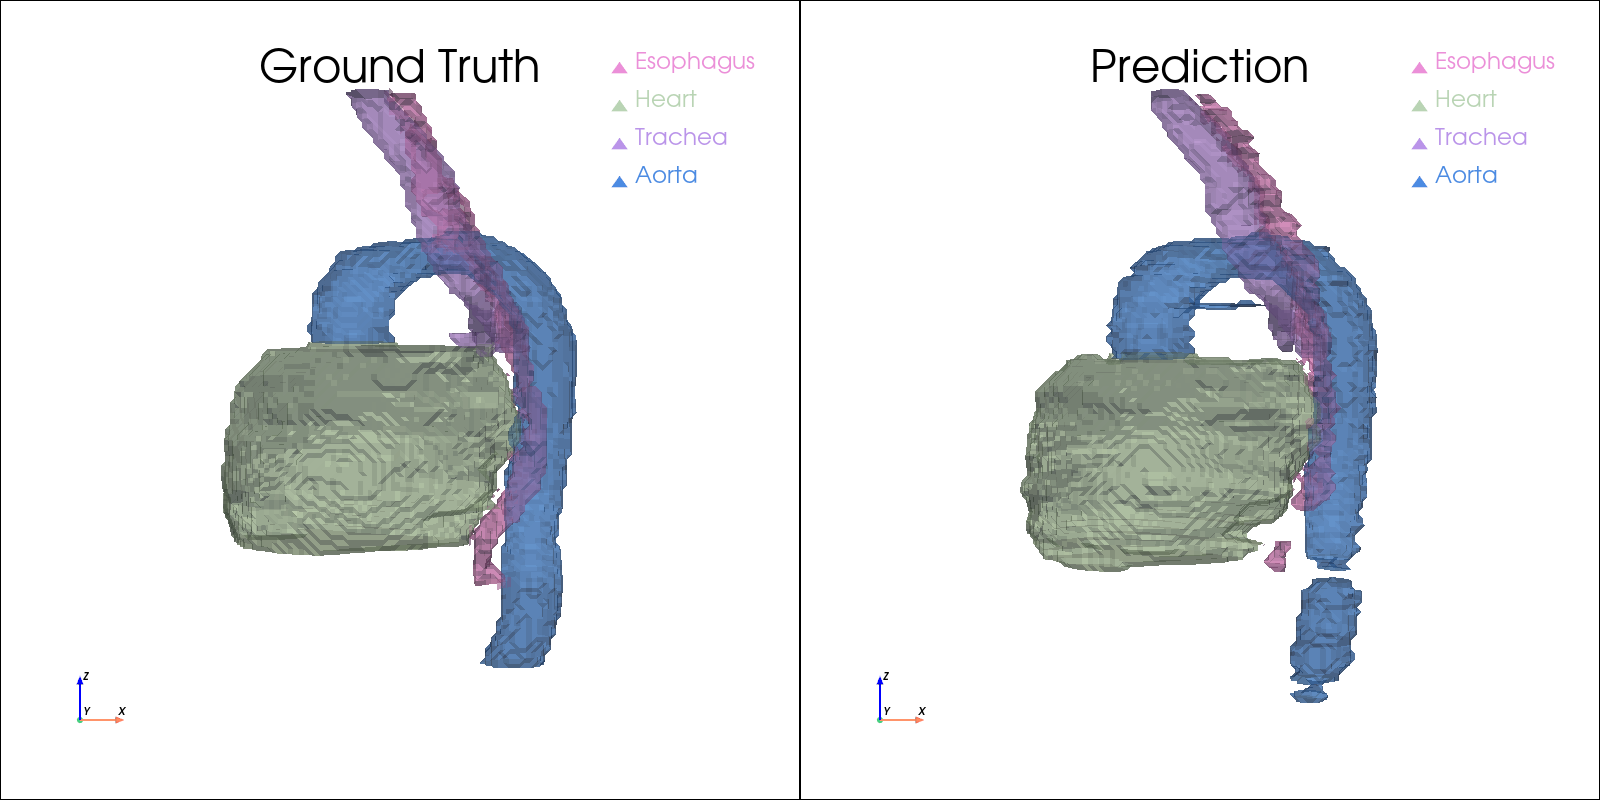 Ground Truth
Esophagus
Heart
Trachea
Aorta
Z
Y
X
Prediction
Esophagus
Heart
Trachea
Aorta
Z
Y
X